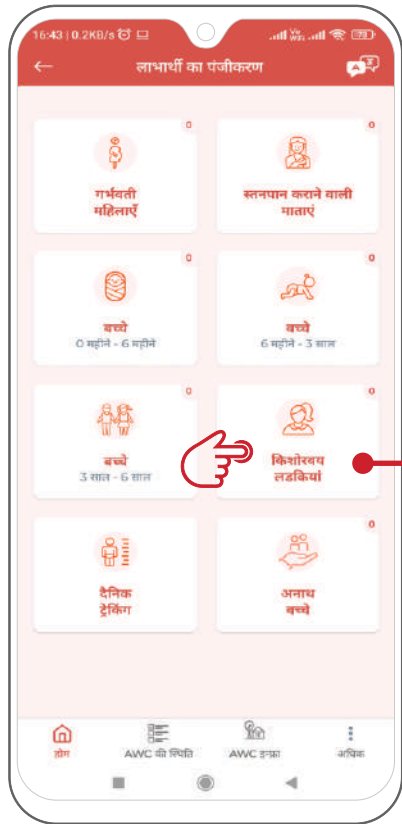 16:43 | 0.2KB/s
लाभार्थी का पंजीकरण
0
0
गर्भवती
महिलाएँ
स्तनपान कराने वाली
माताएं
0
0
बच्चे
0 महीने - 6 महीने
बच्चे
6 महीने - 3 साल
0
0
बच्चे
3 साल - 6 साल
किशोरवय
लडकियां
0
दैनिक
ट्रेकिंग
अनाथ
बच्चे
होम
AWC की स्थिति
AWC इन्फ्रा
अधिक